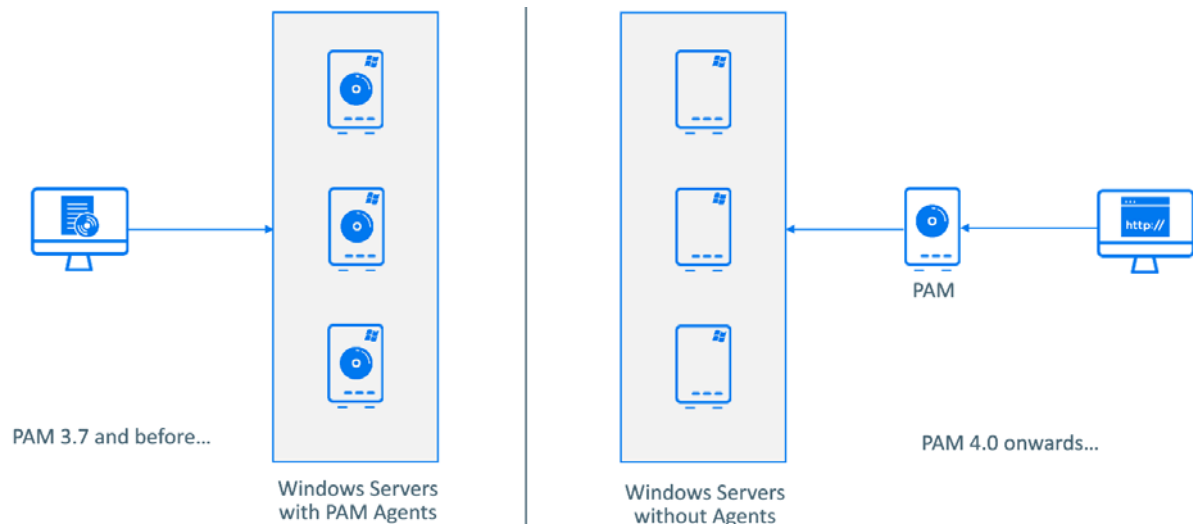 PAM 3.7 and before...
Windows Servers
with PAM Agents
http://
PAM
PAM 4.0 onwards...
Windows Servers
without Agents